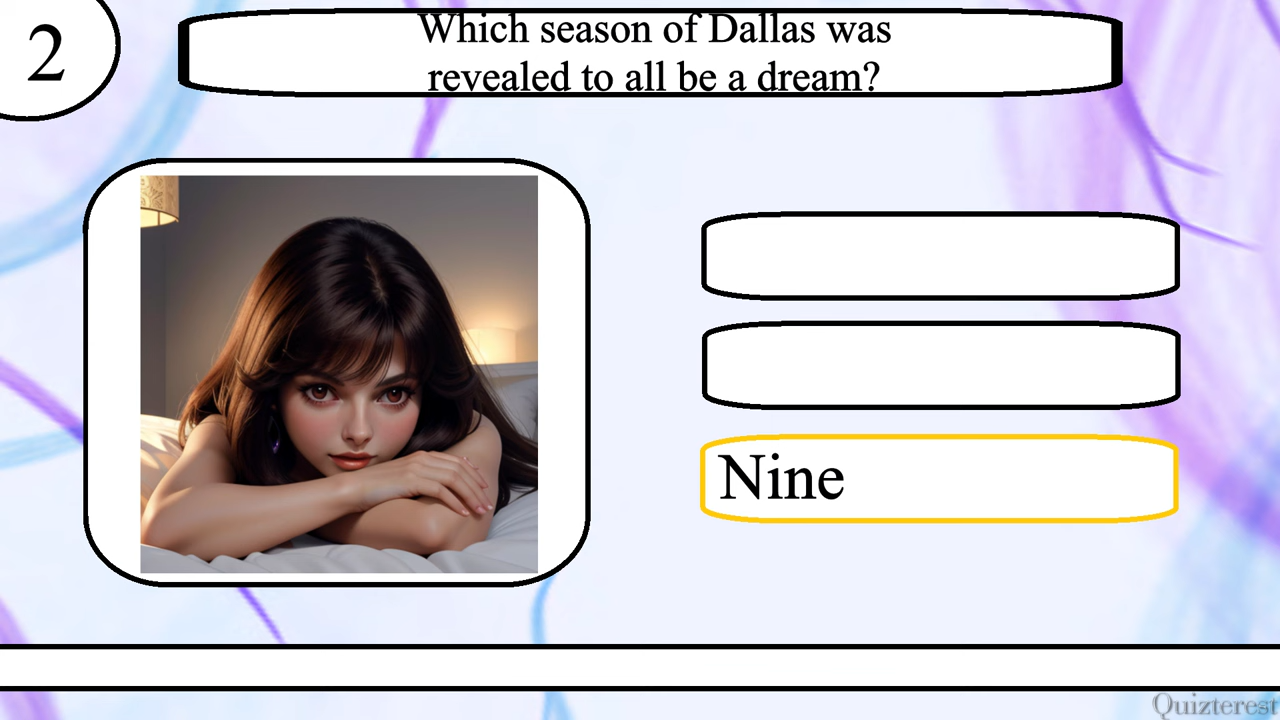 2
Which season of Dallas was
revealed to all be a dream?
Nine
Quizterest